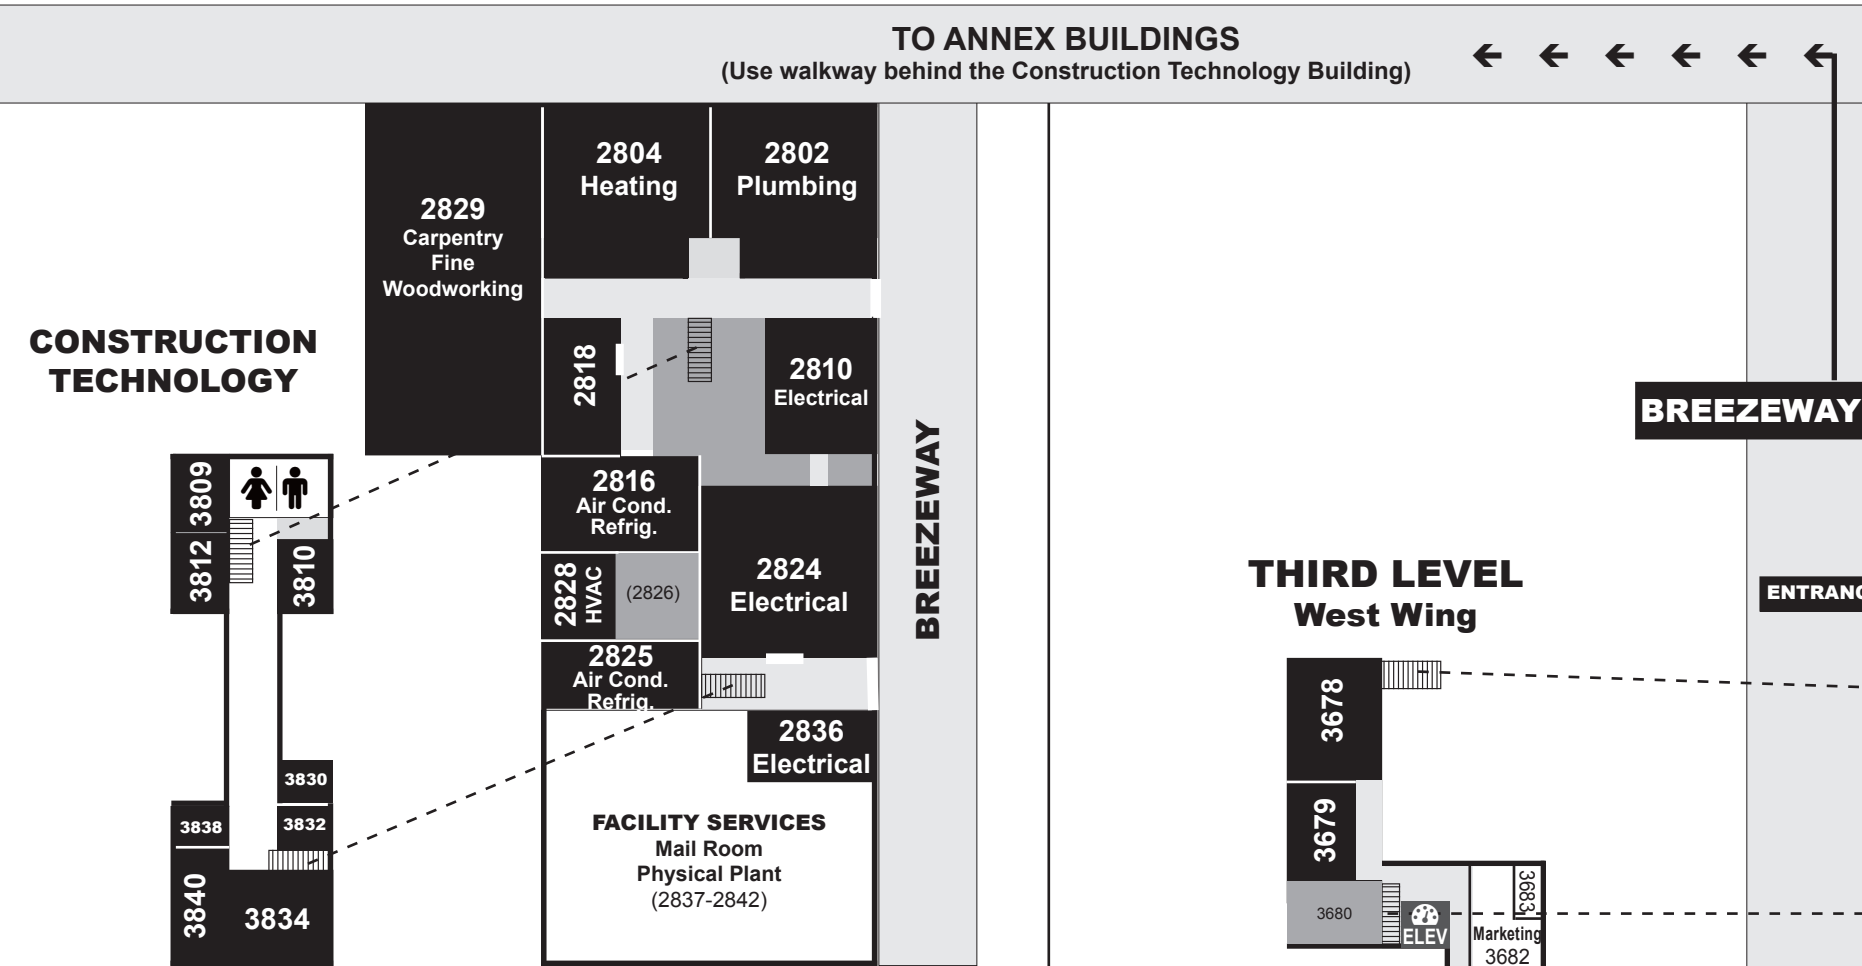 TO ANNEX BUILDINGS
(Use walkway behind the Construction Technology Building)
2829
Carpentry
Fine
Woodworking
2804
Heating
2802
Plumbing
CONSTRUCTION
TECHNOLOGY
2818
2810
Electrical
BREEZEWAY
3809
3812
3810
2816
Air Cond.
Refrig.
2828
HVAC
(2826)
2824
Electrical
2825
Air Cond.
Refrig.
2836
Electrical
BREEZEWAY
3830
3838
3832
3840
3834
FACILITY SERVICES
Mail Room
Physical Plant
(2837-2842)
THIRD LEVEL
West Wing
ENTRANC
3678
3679
3680
ELEV
3683
Marketing
3682